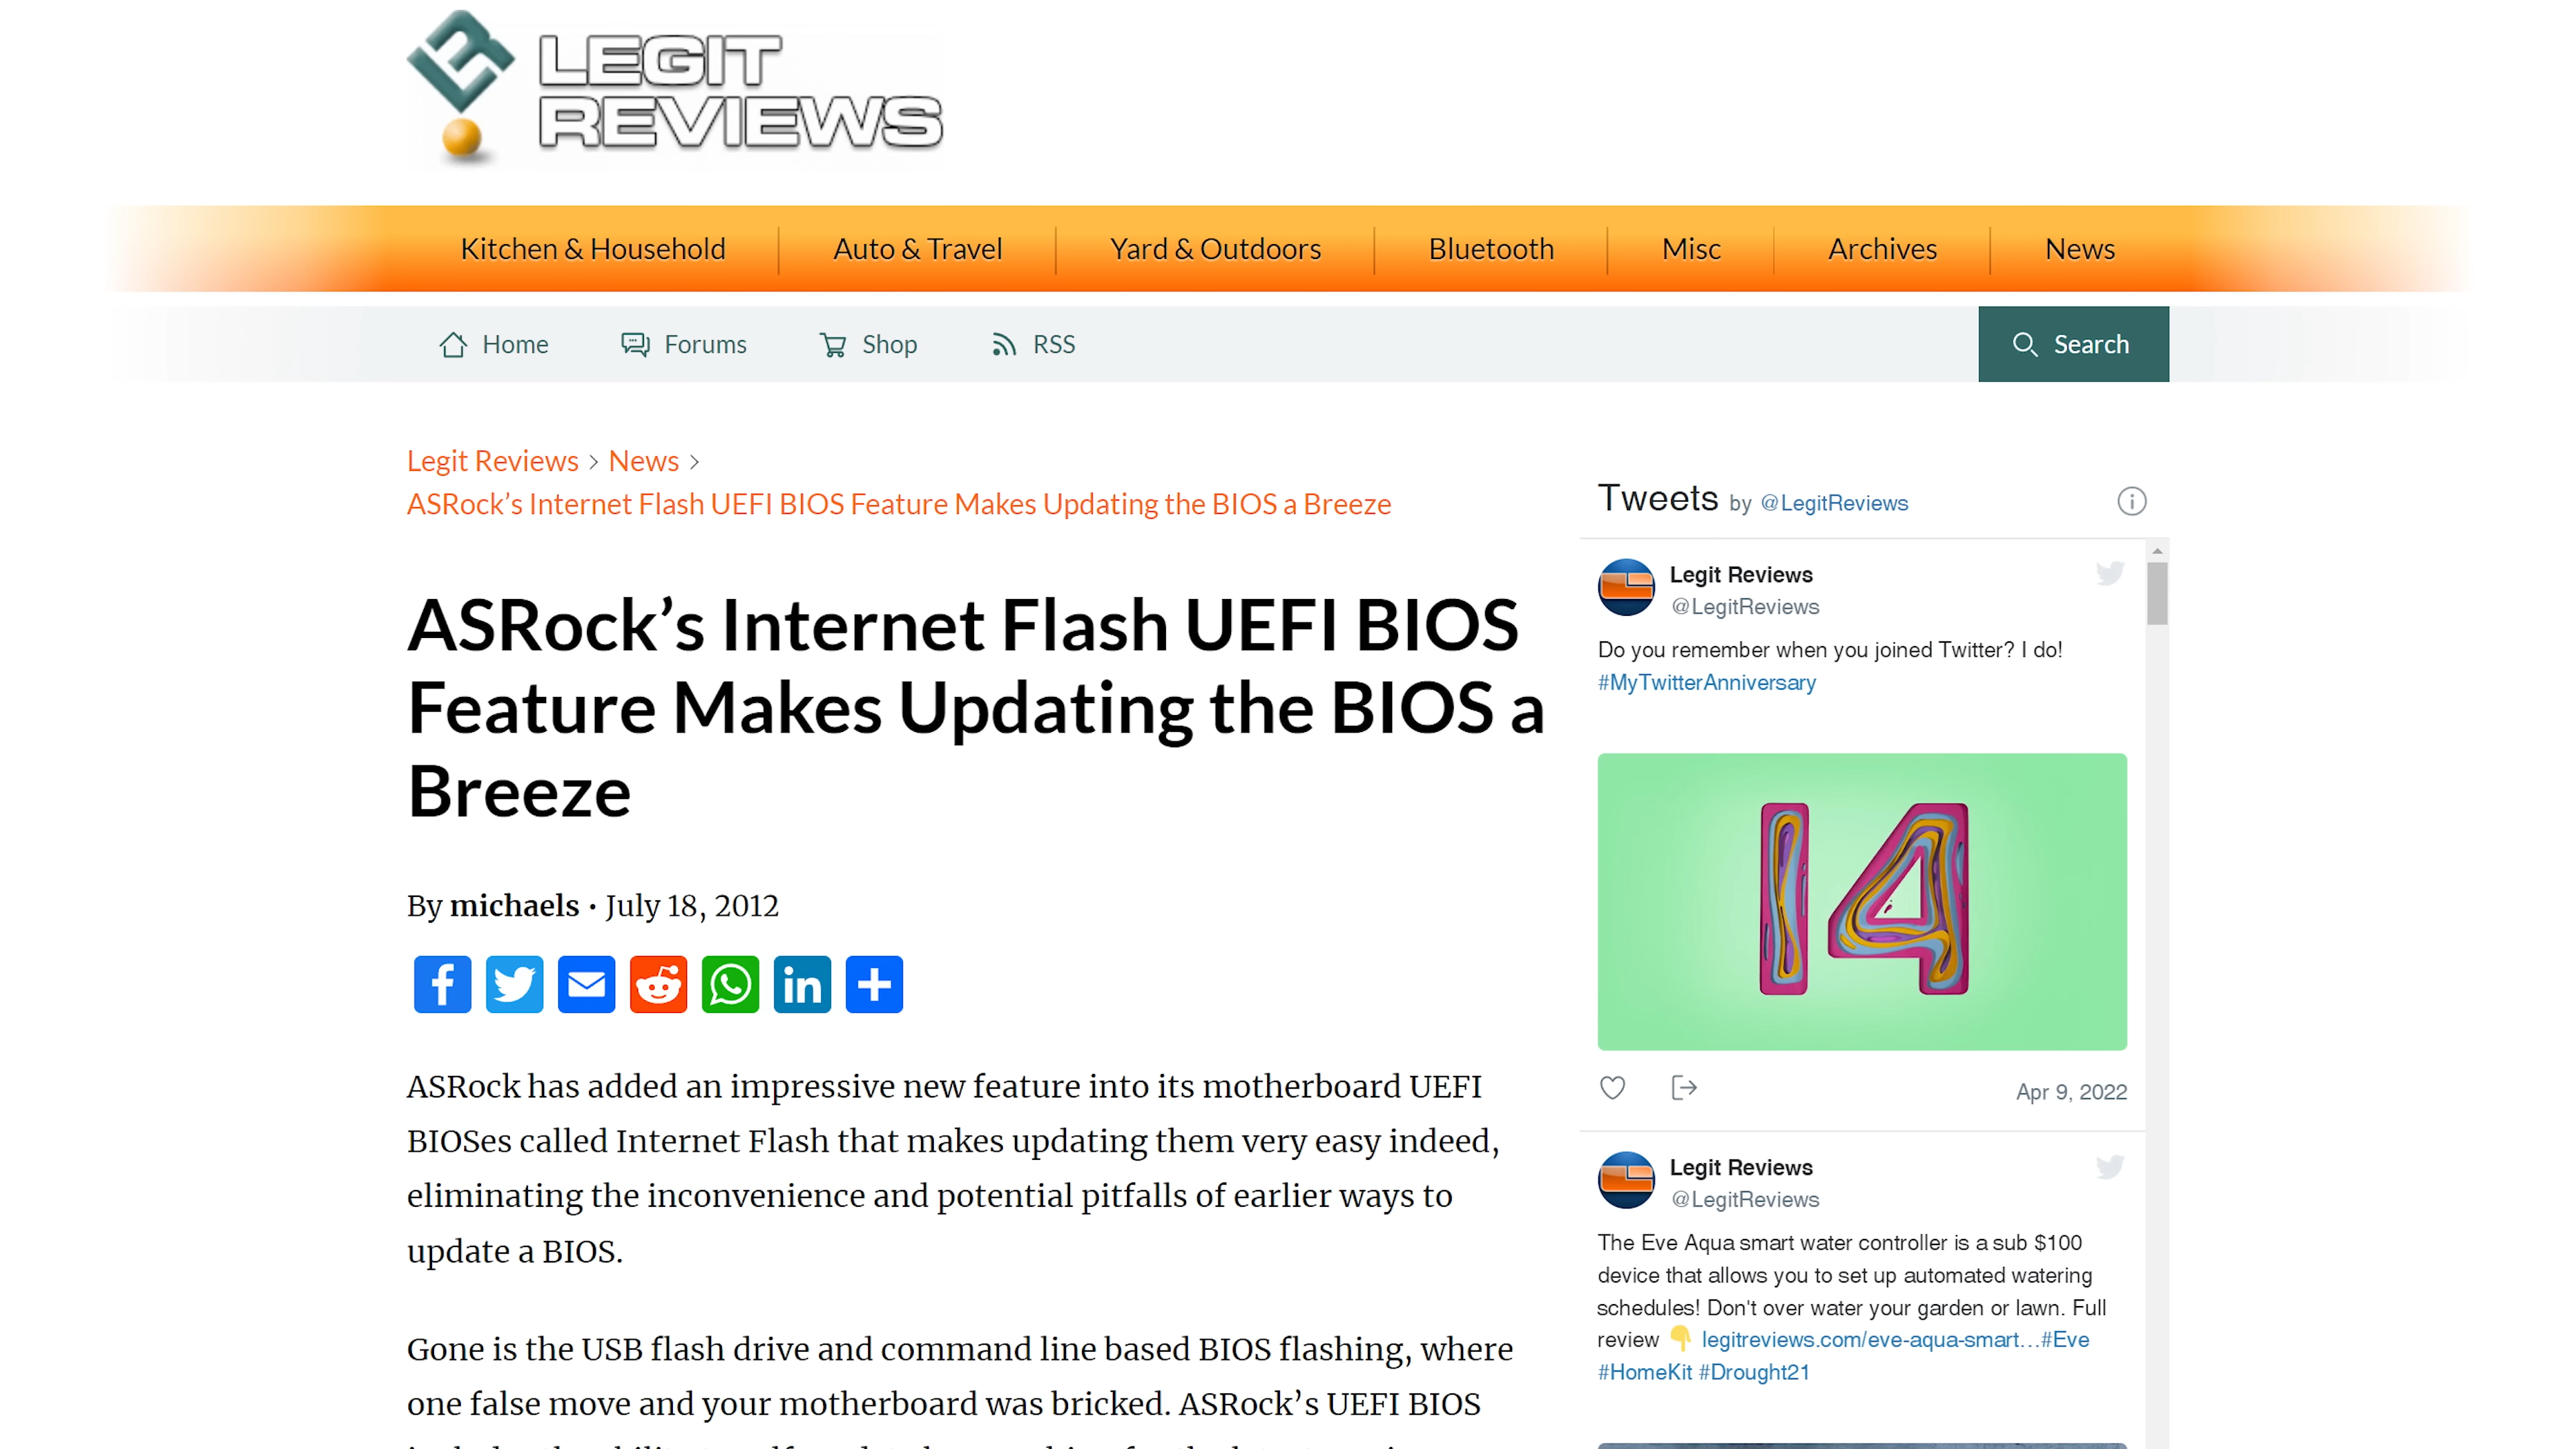 LEGIT
REVIEWS
Kitchen & Household
Auto & Travel
Yard & Outdoors
Bluetooth
Misc
Archives
News
Home
Forums
Shop
RSS
Search
Legit Reviews > News >
ASRock’s Internet Flash UEFI BIOS Feature Makes Updating the BIOS a Breeze
ASRock’s Internet Flash UEFI BIOS
Feature Makes Updating the BIOS a
Breeze
By michaels • July 18, 2012
ASRock has added an impressive new feature into its motherboard UEFI
BIOSes called Internet Flash that makes updating them very easy indeed,
eliminating the inconvenience and potential pitfalls of earlier ways to
update a BIOS.
Gone is the USB flash drive and command line based BIOS flashing, where
one false move and your motherboard was bricked. ASRock’s UEFI BIOS
Tweets by @LegitReviews
Legit Reviews
@LegitReviews
Do you remember when you joined Twitter? I do!
#MyTwitterAnniversary
14
Apr 9, 2022
Legit Reviews
@LegitReviews
The Eve Aqua smart water controller is a sub $100
device that allows you to set up automated watering
schedules! Don't over water your garden or lawn. Full
review 👇 legitreviews.com/eve-aqua-smart…#Eve
#HomeKit #Drought21